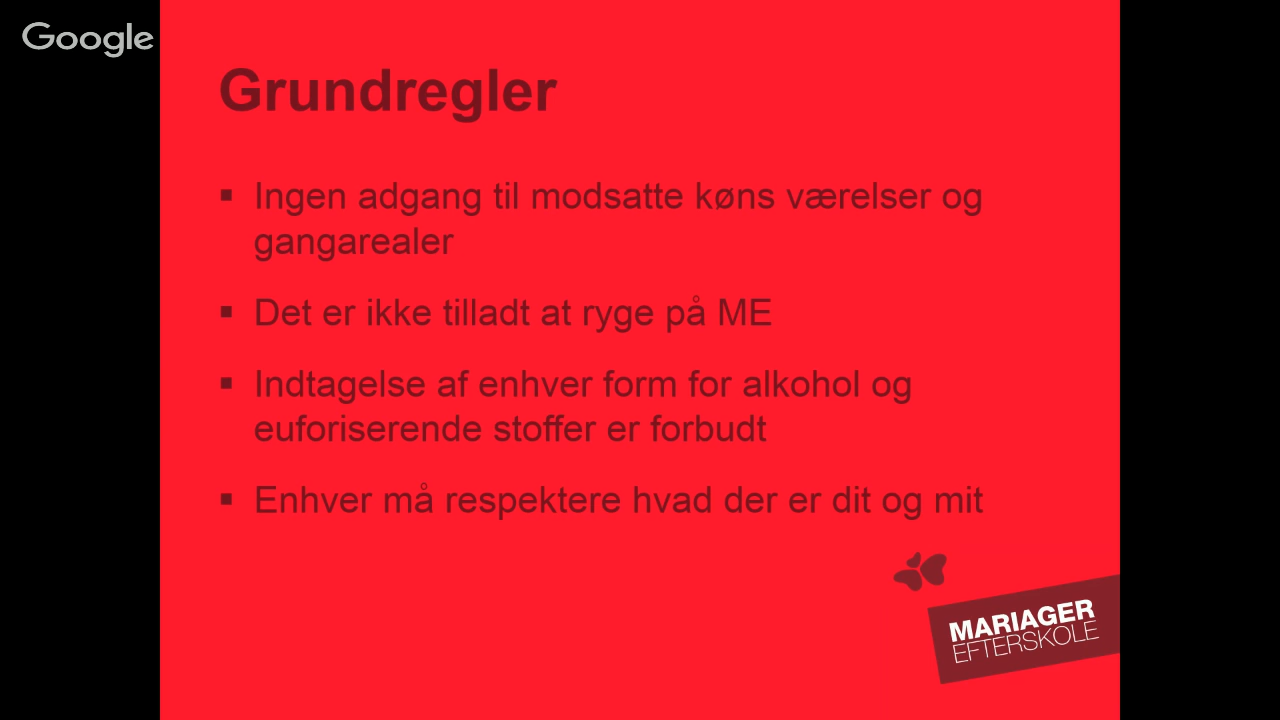 Google
Grundregler
▪ Ingen adgang til modsatte køns værelser og
gangarealer
▪ Det er ikke tilladt at ryge på ME
▪ Indtagelse af enhver form for alkohol og
euforiserende stoffer er forbudt
▪ Enhver må respektere hvad der er dit og mit
MARIAGER
EFTERSKOLE